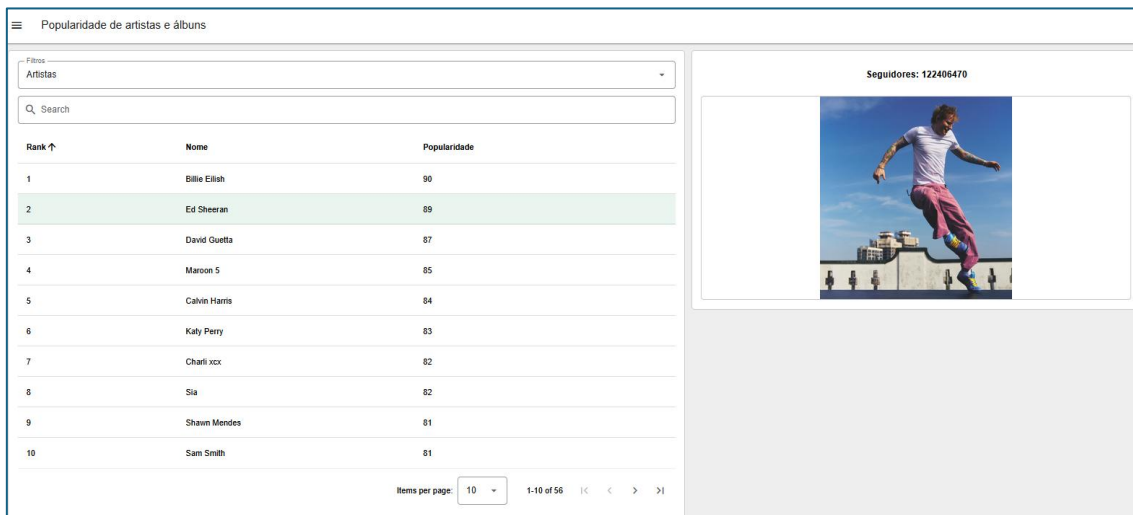 Popularidade de artistas e álbuns
Filtros
Artistas
Search
Rank Nome Popularidade
1 Billie Eilish 90
2 Ed Sheeran 89
3 David Guetta 87
4 Maroon 5 85
5 Calvin Harris 84
6 Katy Perry 83
7 Charli xcx 82
8 Sia 82
9 Shawn Mendes 81
10 Sam Smith 81
Items per page: 10 1-10 of 56
Seguidores: 122406470